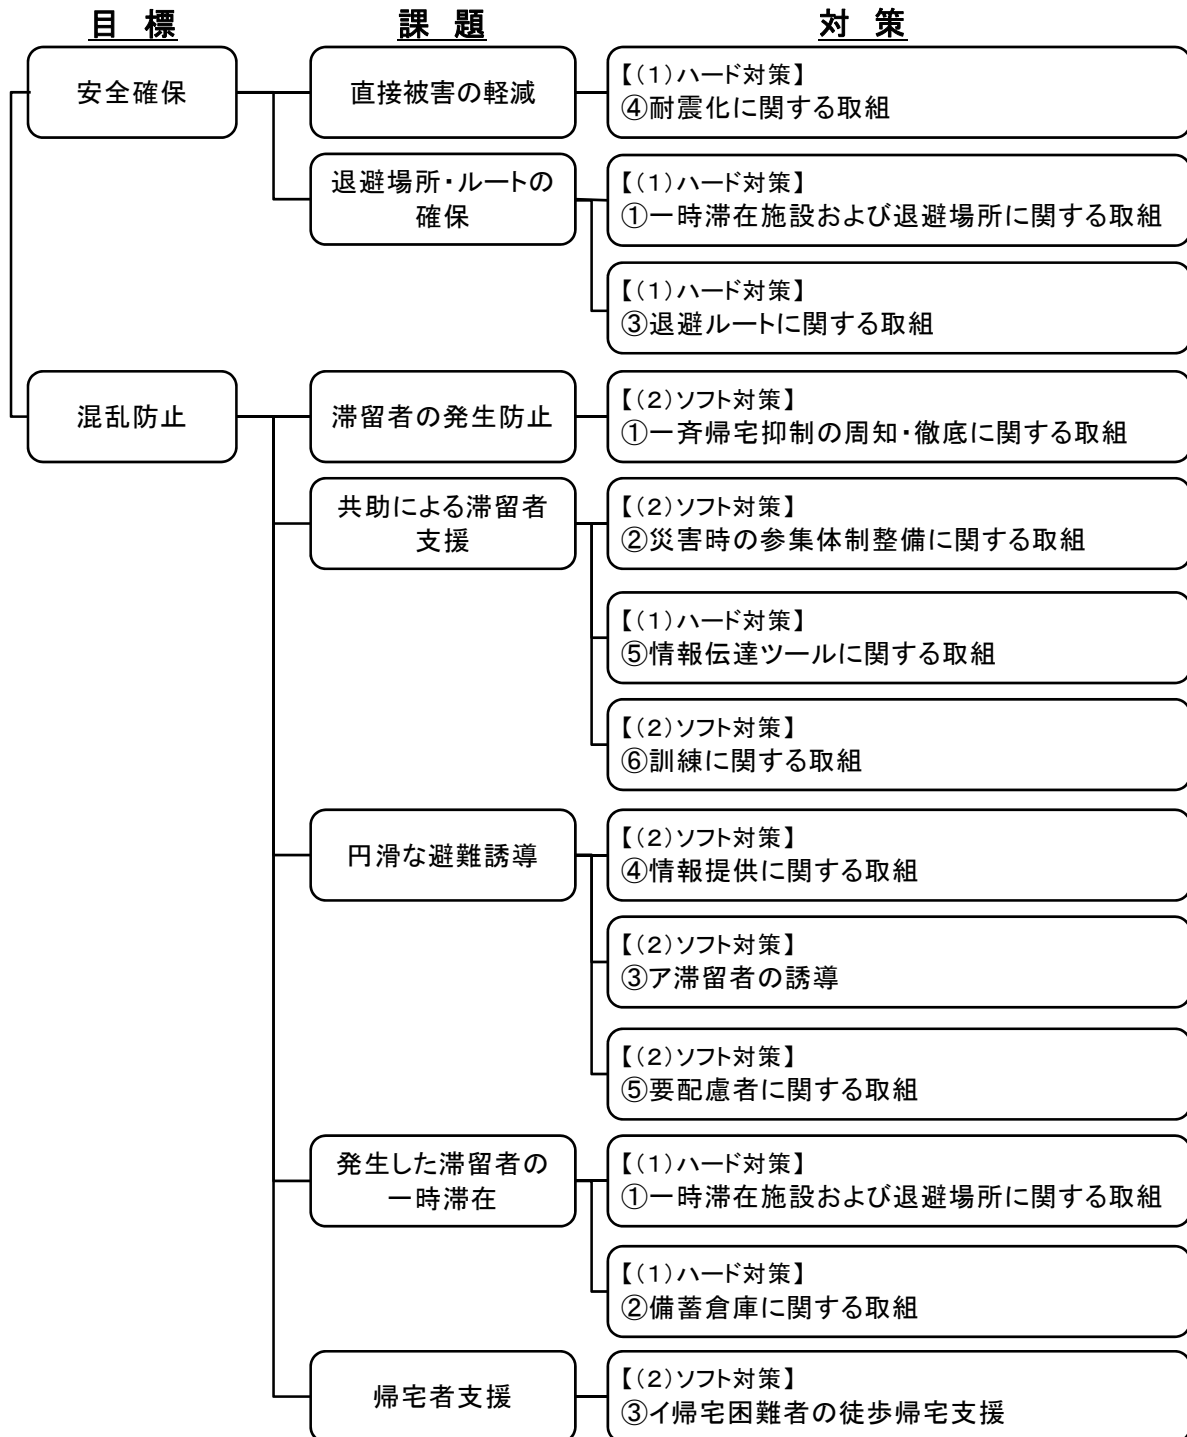 目 標
課 題
対 策
安全確保
直接被害の軽減
【(1)ハード対策】
④耐震化に関する取組
退避場所・ルートの
確保
【(1)ハード対策】
①一時滞在施設および退避場所に関する取組
【(1)ハード対策】
③退避ルートに関する取組
混乱防止
滞留者の発生防止
【(2)ソフト対策】
①一斉帰宅抑制の周知・徹底に関する取組
共助による滞留者
支援
【(2)ソフト対策】
②災害時の参集体制整備に関する取組
【(1)ハード対策】
⑤情報伝達ツールに関する取組
【(2)ソフト対策】
⑥訓練に関する取組
円滑な避難誘導
【(2)ソフト対策】
④情報提供に関する取組
【(2)ソフト対策】
③ア滞留者の誘導
【(2)ソフト対策】
⑤要配慮者に関する取組
発生した滞留者の
一時滞在
【(1)ハード対策】
①一時滞在施設および退避場所に関する取組
【(1)ハード対策】
②備蓄倉庫に関する取組
帰宅者支援
【(2)ソフト対策】
③イ帰宅困難者の徒歩帰宅支援